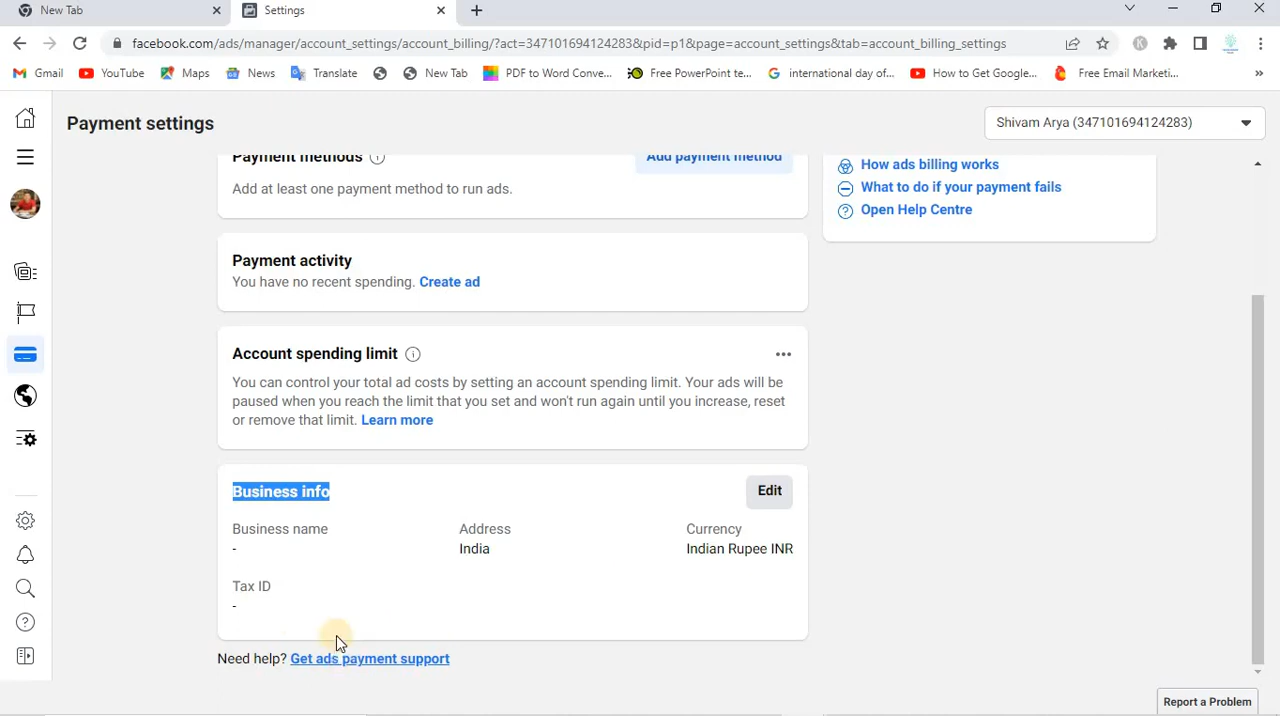 New Tab
Settings
facebook.com/ads/manager/account_settings/account_billing/?act=347101694124283&pid=p1&page=account_settings&tab=account_billing_settings
Gmail
YouTube
Maps
News
Translate
New Tab
PDF to Word Conve...
Free PowerPoint te...
international day of...
How to Get Google...
Free Email Marketi...
Payment settings
Shivam Arya (347101694124283)
Payment methods
Add payment method
Add at least one payment method to run ads.
How ads billing works
What to do if your payment fails
Open Help Centre
Payment activity
You have no recent spending. Create ad
Account spending limit
You can control your total ad costs by setting an account spending limit. Your ads will be
paused when you reach the limit that you set and won't run again until you increase, reset
or remove that limit. Learn more
Business info
Edit
Business name
-
Address
India
Currency
Indian Rupee INR
Tax ID
-
Need help? Get ads payment support
Report a Problem